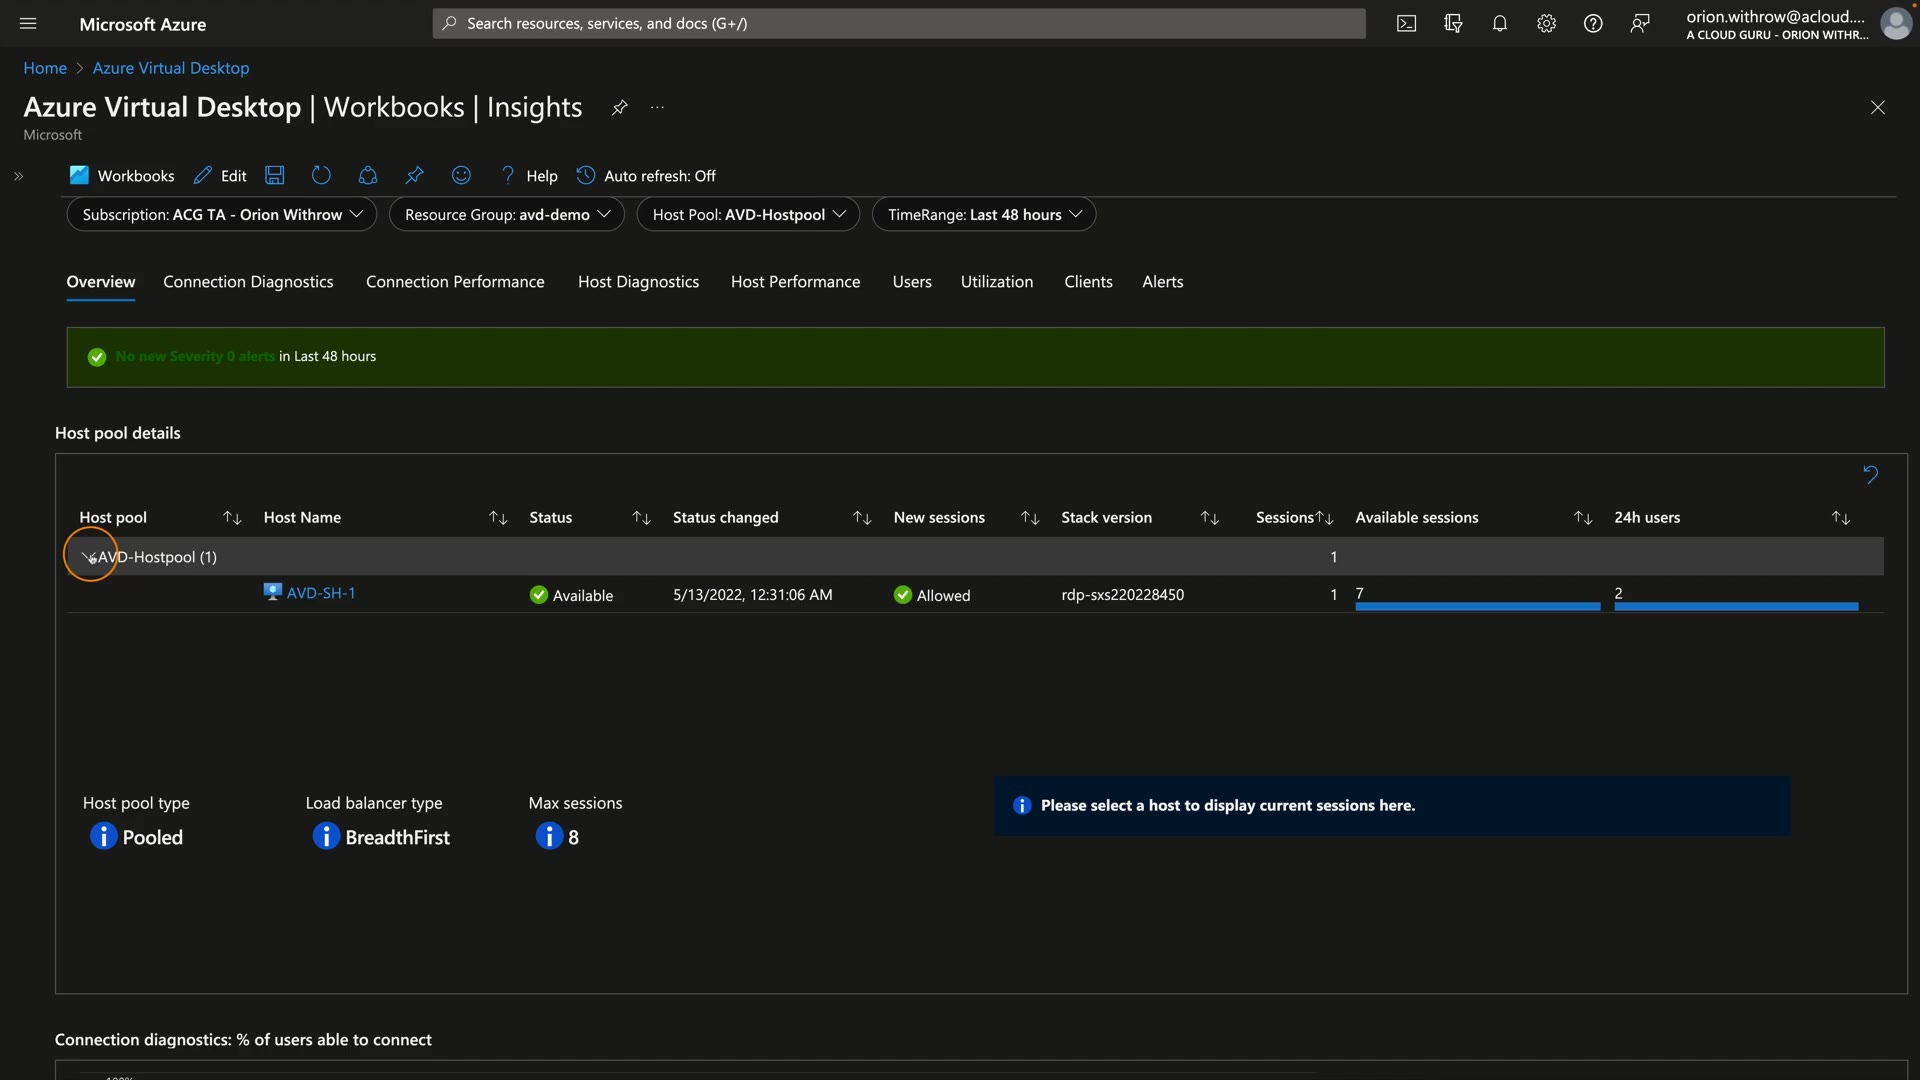 Microsoft Azure
Search resources, services, and docs (G+/)
orion.withrow@acloud....
A CLOUD GURU - ORION WITHR...
Home > Azure Virtual Desktop
Azure Virtual Desktop | Workbooks | Insights
Microsoft
Workbooks Edit Help Auto refresh: Off
Subscription: ACG TA - Orion Withrow Resource Group: avd-demo Host Pool: AVD-Hostpool TimeRange: Last 48 hours
Overview Connection Diagnostics Connection Performance Host Diagnostics Host Performance Users Utilization Clients Alerts
No new Severity 0 alerts in Last 48 hours
Host pool details
Host pool Host Name Status Status changed New sessions Stack version Sessions Available sessions 24h users
AVD-Hostpool (1) 1
AVD-SH-1 Available 5/13/2022, 12:31:06 AM Allowed rdp-sxs220228450 1 7 2
Host pool type Load balancer type Max sessions
Pooled BreadthFirst 8
Please select a host to display current sessions here.
Connection diagnostics: % of users able to connect
100%